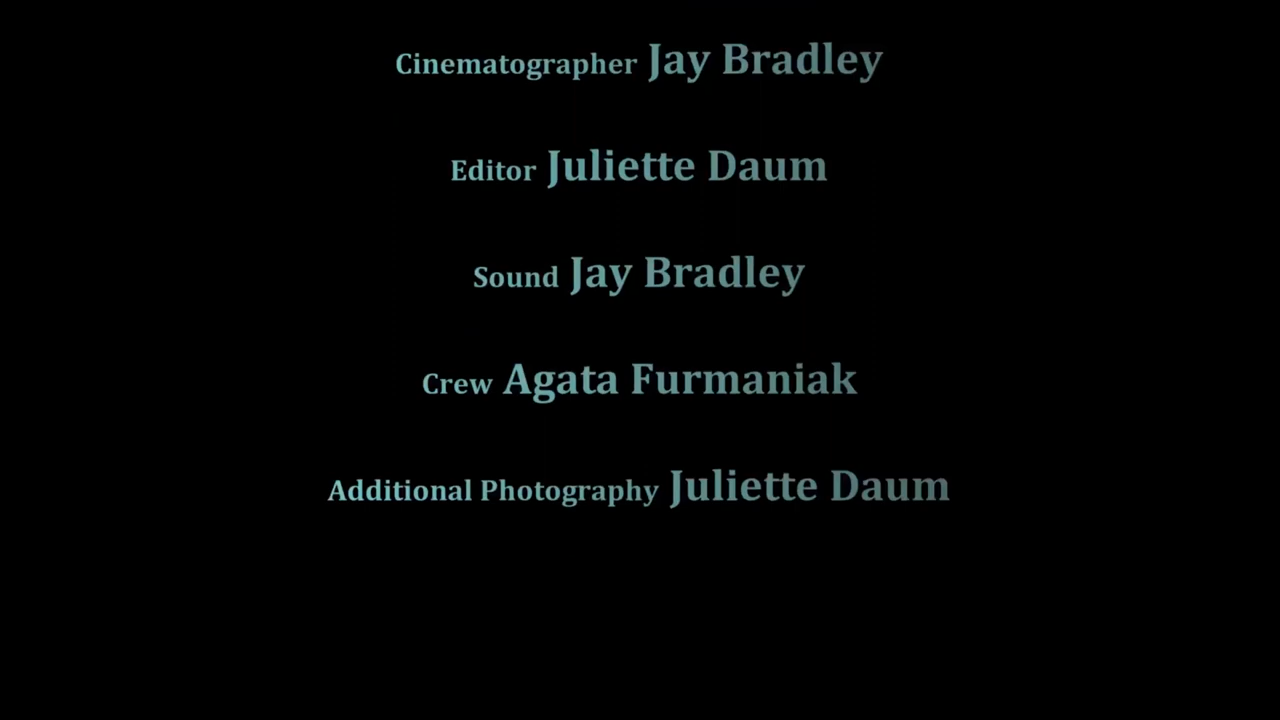 Cinematographer Jay Bradley
Editor Juliette Daum
Sound Jay Bradley
Crew Agata Furmaniak
Additional Photography Juliette Daum